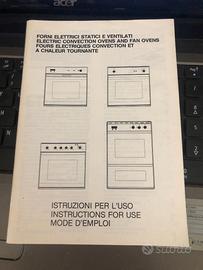 acer
FORNI ELETTRICI STATICI E VENTILATI
ELECTRIC CONVECTION OVENS AND FAN OVENS
FOURS ELECTRIQUES CONVECTION ET
A CHALEUR TOURNANTE
ISTRUZIONI PER L'USO
INSTRUCTIONS FOR USE
MODE D'EMPLOI
subito